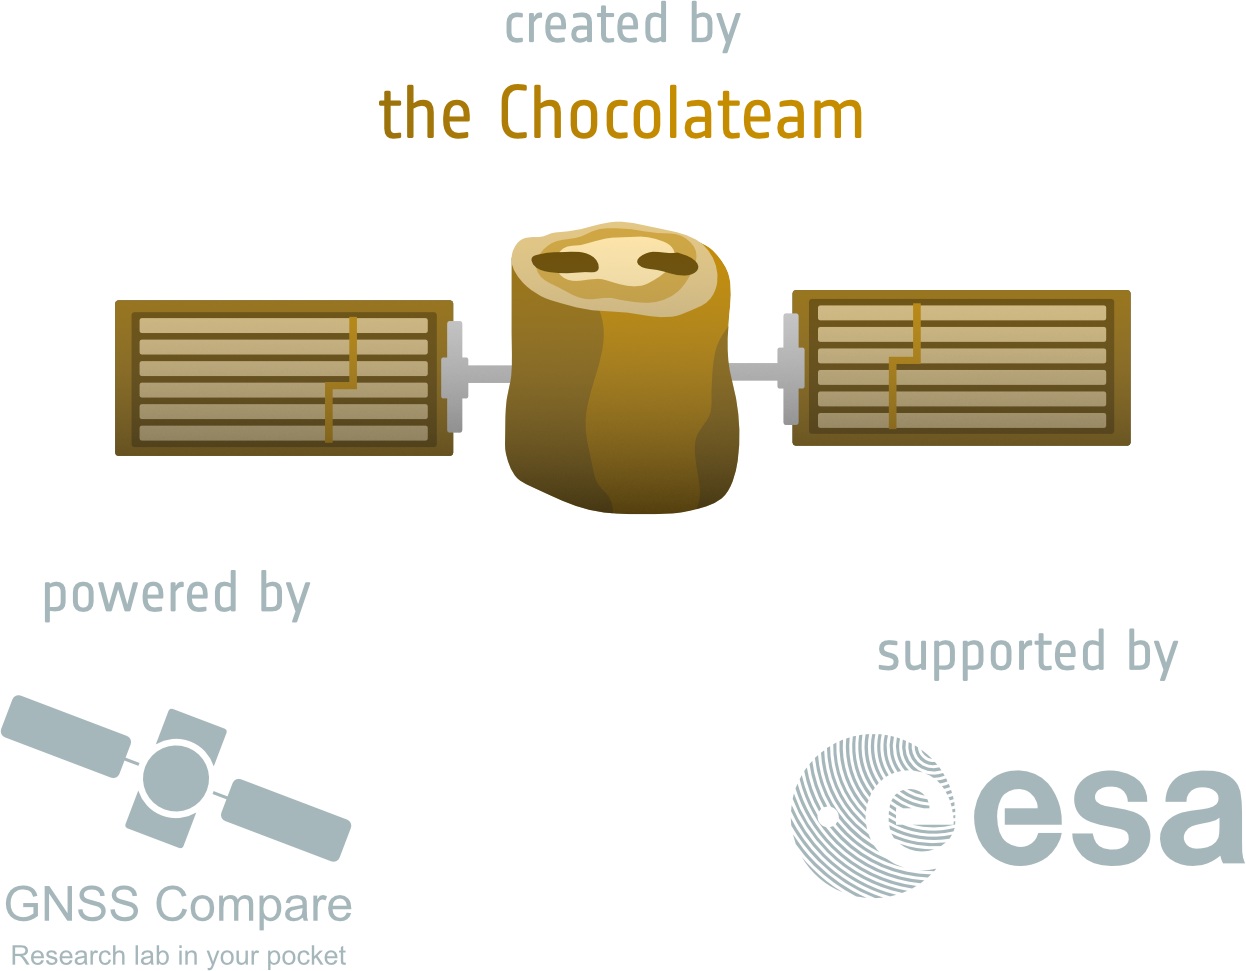 created by
the Chocolateam
powered by
supported by
esa
GNSS Compare
Research lab in your pocket